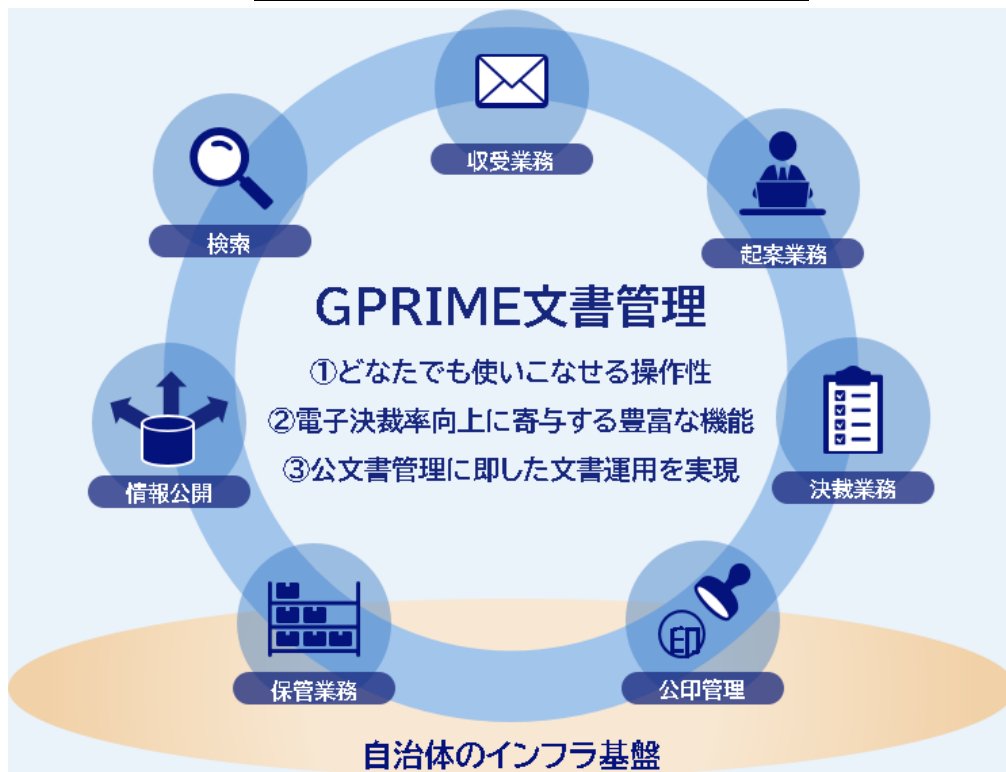 収受業務
検索
起案業務
GPRIME文書管理
①どなたでも使いこなせる操作性
②電子決裁率向上に寄与する豊富な機能
③公文書管理に即した文書運用を実現
情報公開
決裁業務
印
保管業務
公印管理
自治体のインフラ基盤